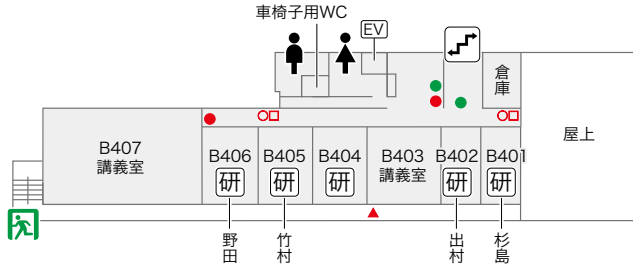 車椅子用WC
EV
倉庫
屋上
B407
講義室
B406
研
B405
研
B404
研
B403
講義室
B402
研
B401
研
野田
竹村
出村
杉島